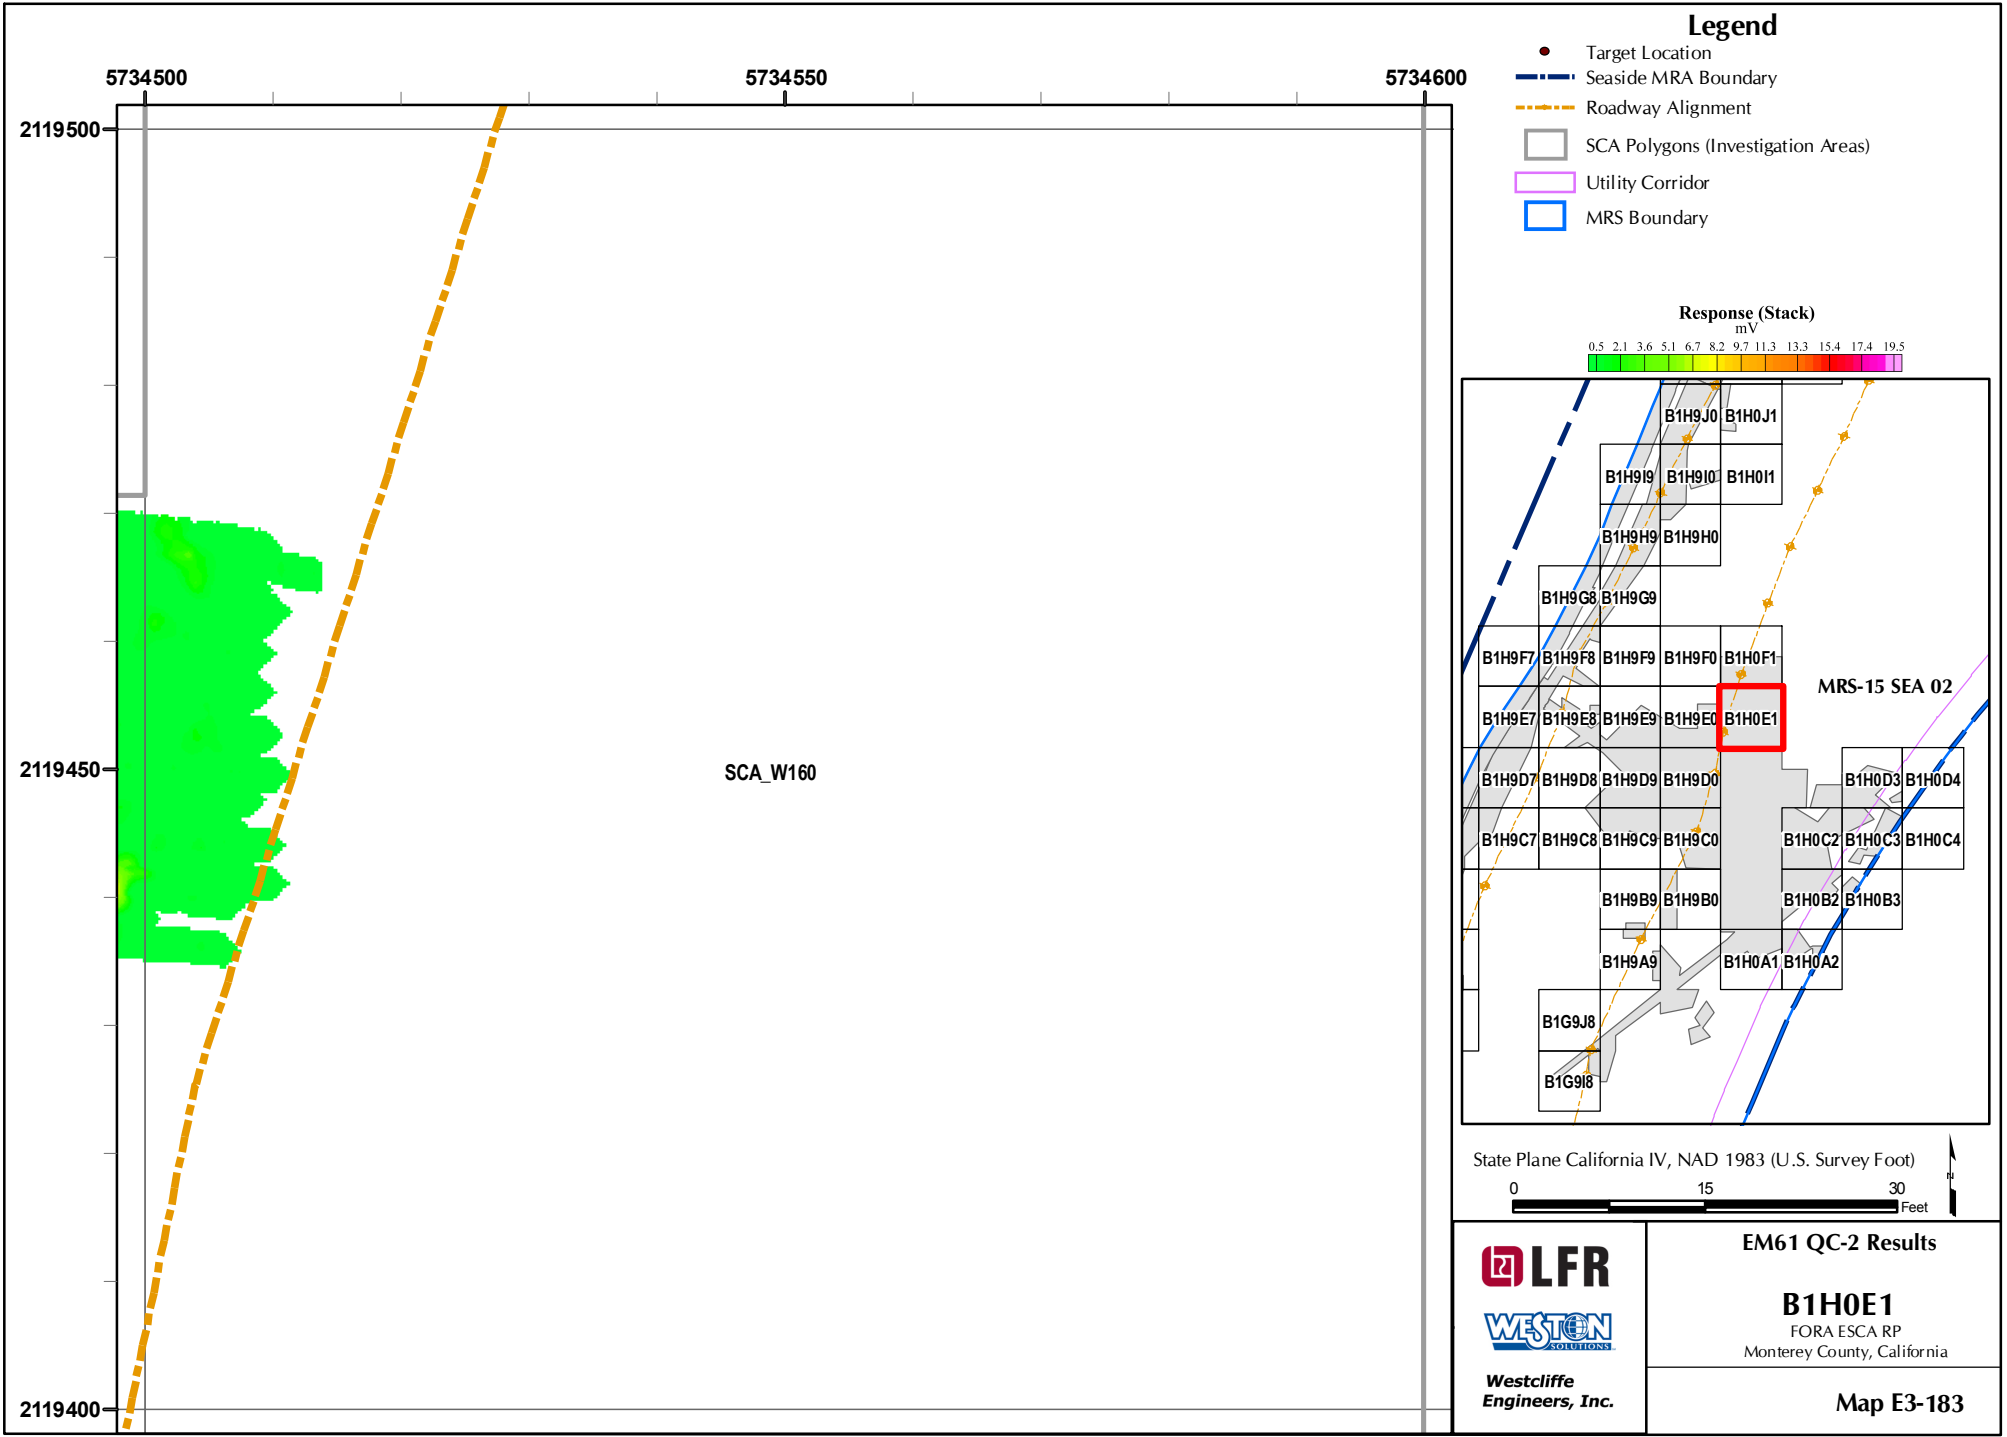 5734500
5734550
5734600
2119500
2119450
2119400
SCA_W160
Legend
Target Location
Seaside MRA Boundary
Roadway Alignment
SCA Polygons (Investigation Areas)
Utility Corridor
MRS Boundary
Response (Stack)
mV
0.5 2.1 3.6 5.1 6.7 8.2 9.7 11.3 13.3 15.4 17.4 19.5
B1H9J0 B1H0J1
B1H9I9 B1H9I0 B1H0I1
B1H9H9 B1H9H0
B1H9G8 B1H9G9
B1H9F7 B1H9F8 B1H9F9 B1H9F0 B1H0F1
MRS-15 SEA 02
B1H9E7 B1H9E8 B1H9E9 B1H9E0 B1H0E1
B1H9D7 B1H9D8 B1H9D9 B1H9D0 B1H0D3 B1H0D4
B1H9C7 B1H9C8 B1H9C9 B1H9C0 B1H0C2 B1H0C3 B1H0C4
B1H9B9 B1H9B0 B1H0B2 B1H0B3
B1H9A9 B1H0A1 B1H0A2
B1G9J8
B1G9I8
State Plane California IV, NAD 1983 (U.S. Survey Foot)
0 15 30
Feet
N
LFR
WESTON
SOLUTIONS
Westcliffe
Engineers, Inc.
EM61 QC-2 Results
B1H0E1
FORA ESCA RP
Monterey County, California
Map E3-183